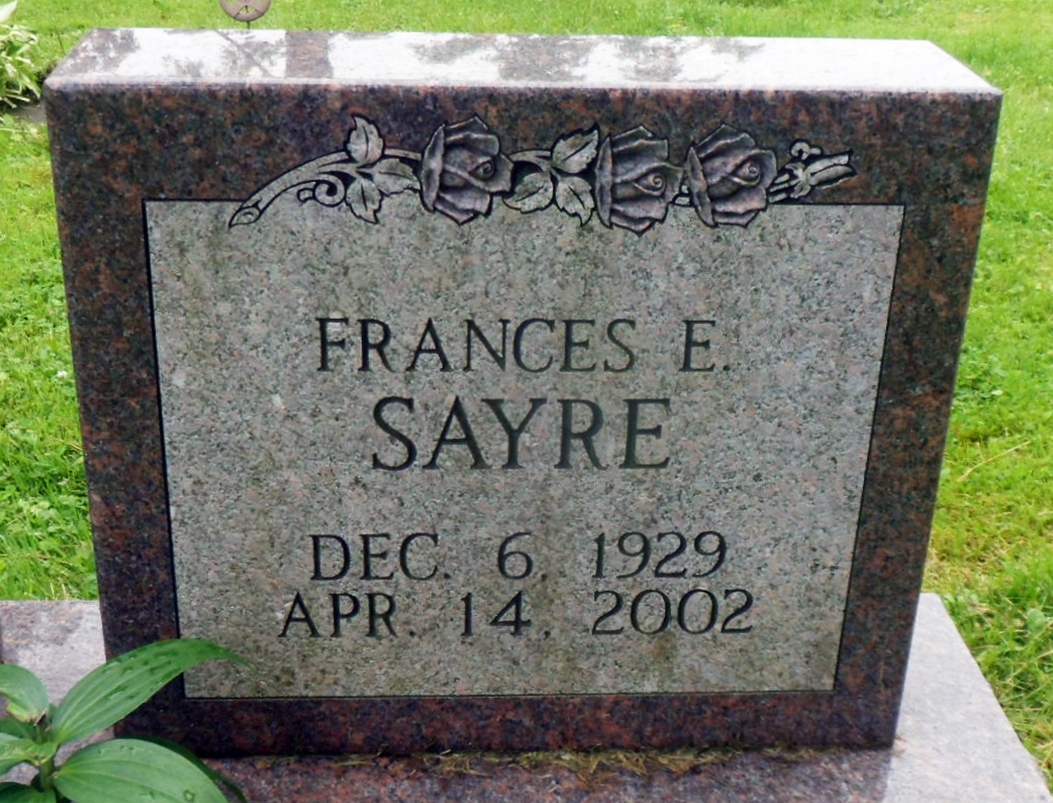 FRANCES E.
SAYRE
DEC. 6, 1929
APR. 14, 2002